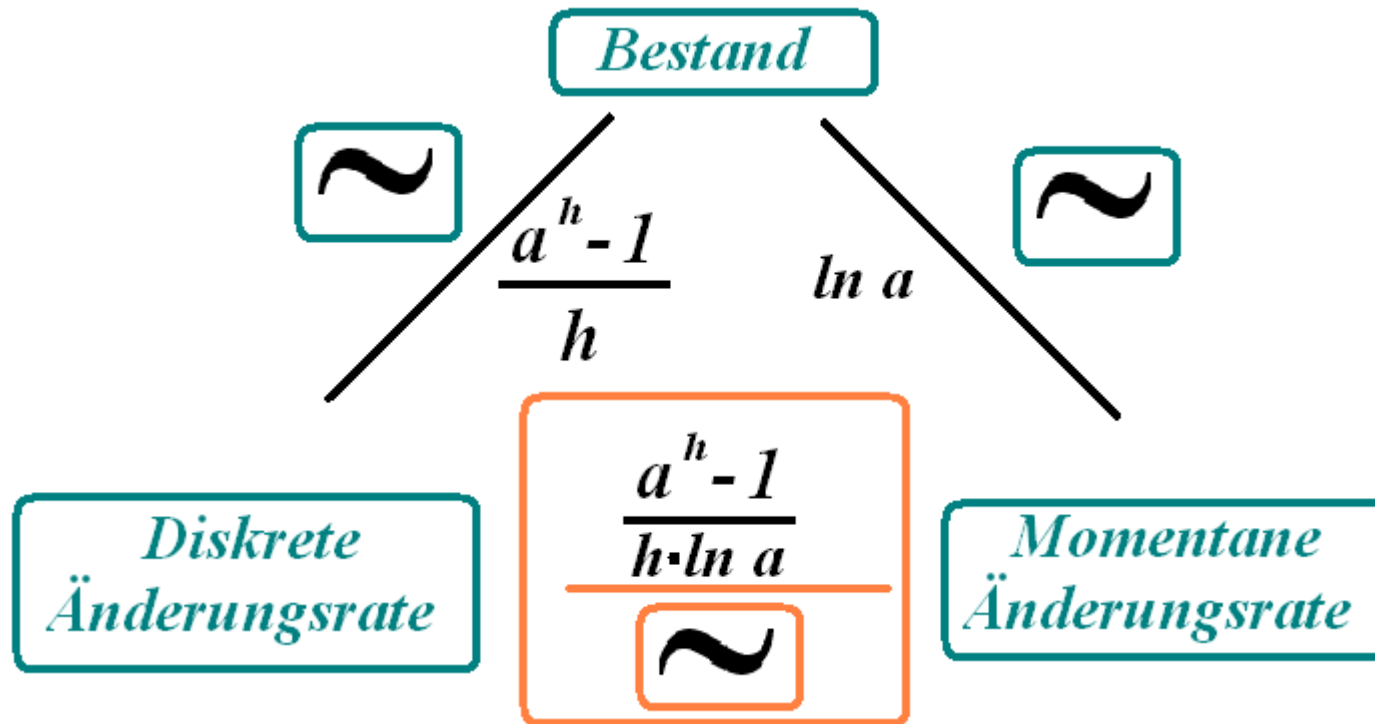 Bestand
~
~
a^h - 1
h
ln a
a^h - 1
h·ln a
~
Diskrete
Änderungsrate
Momentane
Änderungsrate